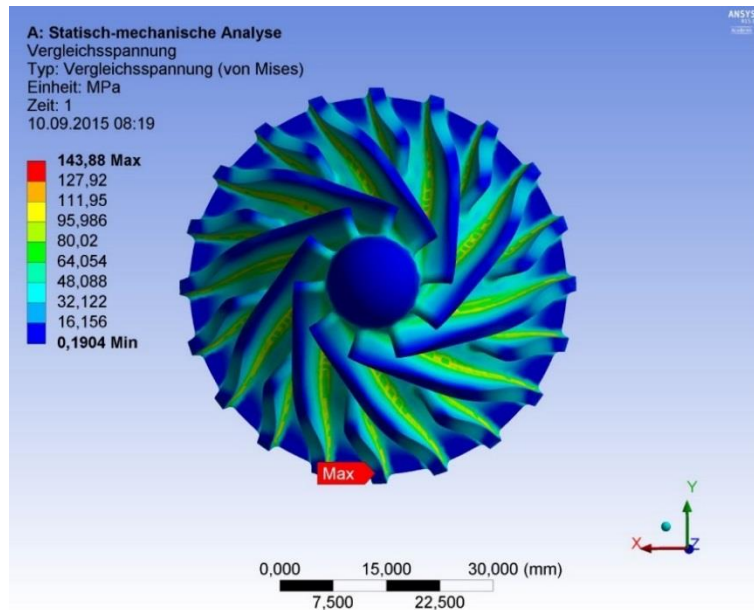 A: Statisch-mechanische Analyse
Vergleichsspannung
Typ: Vergleichsspannung (von Mises)
Einheit: MPa
Zeit: 1
10.09.2015 08:19
143,88 Max
127,92
111,95
95,986
80,02
64,054
48,088
32,122
16,156
0,1904 Min
ANSYS
Max
Y
X
Z
0,000 15,000 30,000 (mm)
7,500 22,500